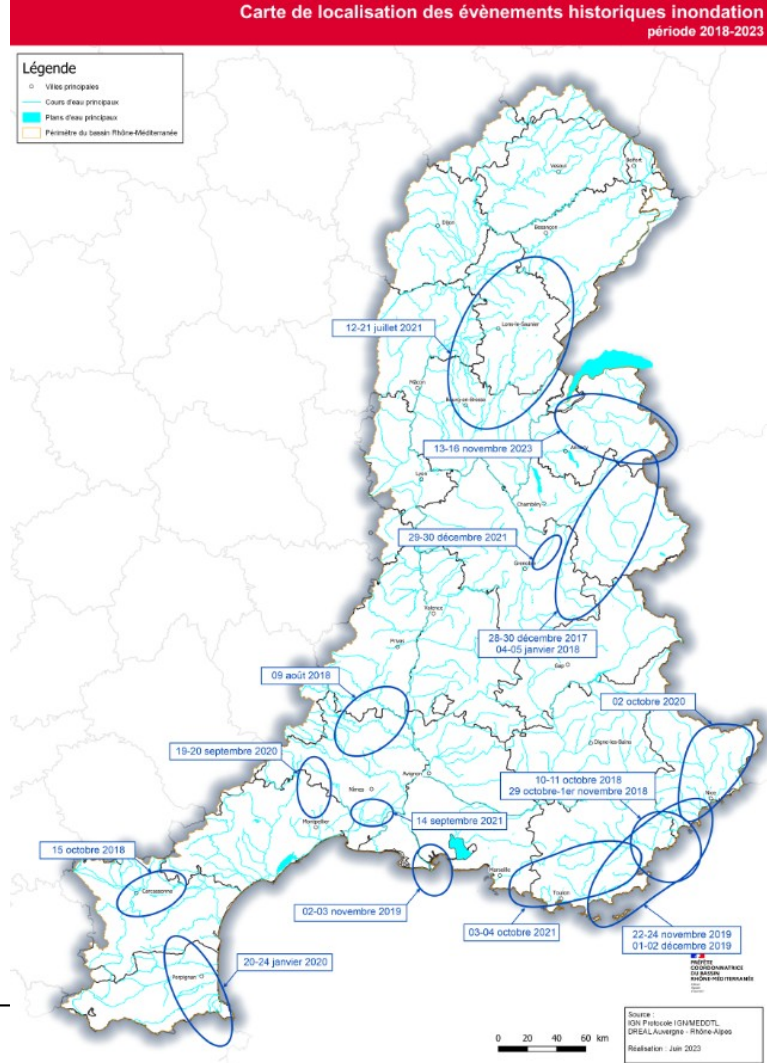 Carte de localisation des évènements historiques inondation
période 2018-2023
Légende
Villes principales
Cours d'eau principaux
Plans d'eau principaux
Périmètre du bassin Rhône-Méditerranée
Vesoul
Belfort
Dijon
Besançon
12-21 juillet 2021
Lons-le-Saunier
Mâcon
Bourg-en-Bresse
13-16 novembre 2023
Annecy
Lyon
Chambéry
29-30 décembre 2021
Grenoble
Valence
28-30 décembre 2017
04-05 janvier 2018
Privas
Gap
09 août 2018
02 octobre 2020
19-20 septembre 2020
Digne-les-Bains
Avignon
10-11 octobre 2018
29 octobre-1er novembre 2018
Nîmes
Nice
14 septembre 2021
Montpellier
15 octobre 2018
Carcassonne
Marseille
Toulon
02-03 novembre 2019
03-04 octobre 2021
22-24 novembre 2019
01-02 décembre 2019
20-24 janvier 2020
Perpignan
PRÉFÈTE
COORDONNATRICE
DU BASSIN
RHÔNE-MÉDITERRANÉE
Source :
IGN Protocole IGN/MEDDTL,
DREAL Auvergne - Rhône-Alpes
Réalisation : Juin 2023
0 20 40 60 km